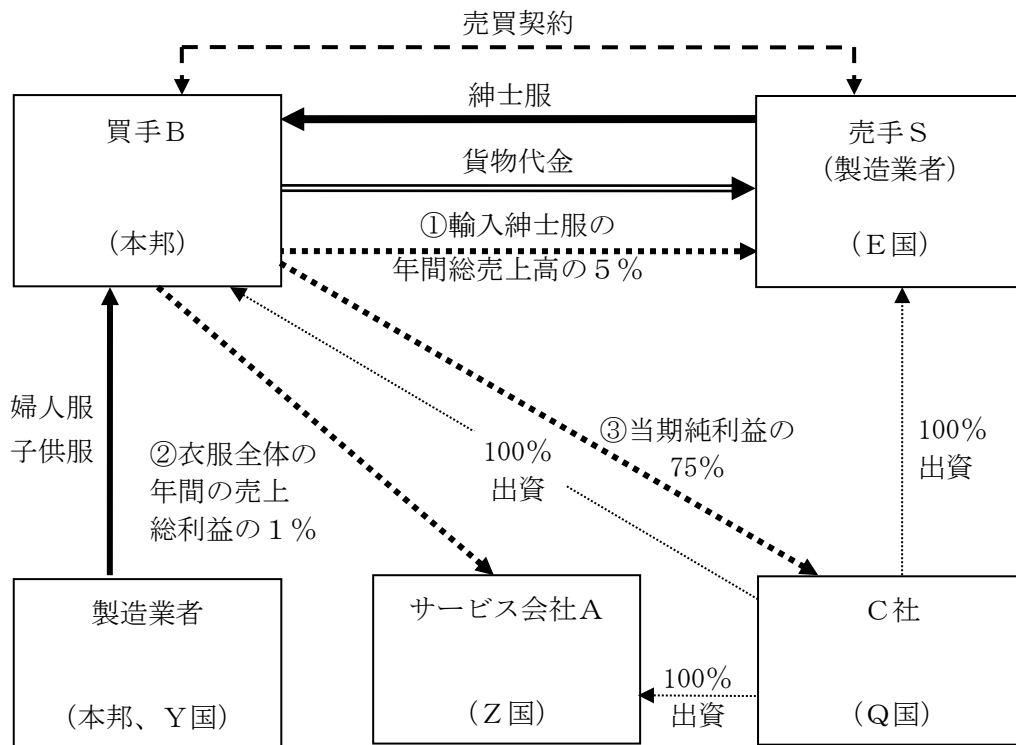 売買契約
買手B
(本邦)
紳士服
貨物代金
①輸入紳士服の
年間総売上高の5%
売手S
(製造業者)
(E国)
婦人服
子供服
②衣服全体の
年間の売上
総利益の1%
100%
出資
③当期純利益の
75%
100%
出資
製造業者
(本邦、Y国)
サービス会社A
(Z国)
100%
出資
C社
(Q国)